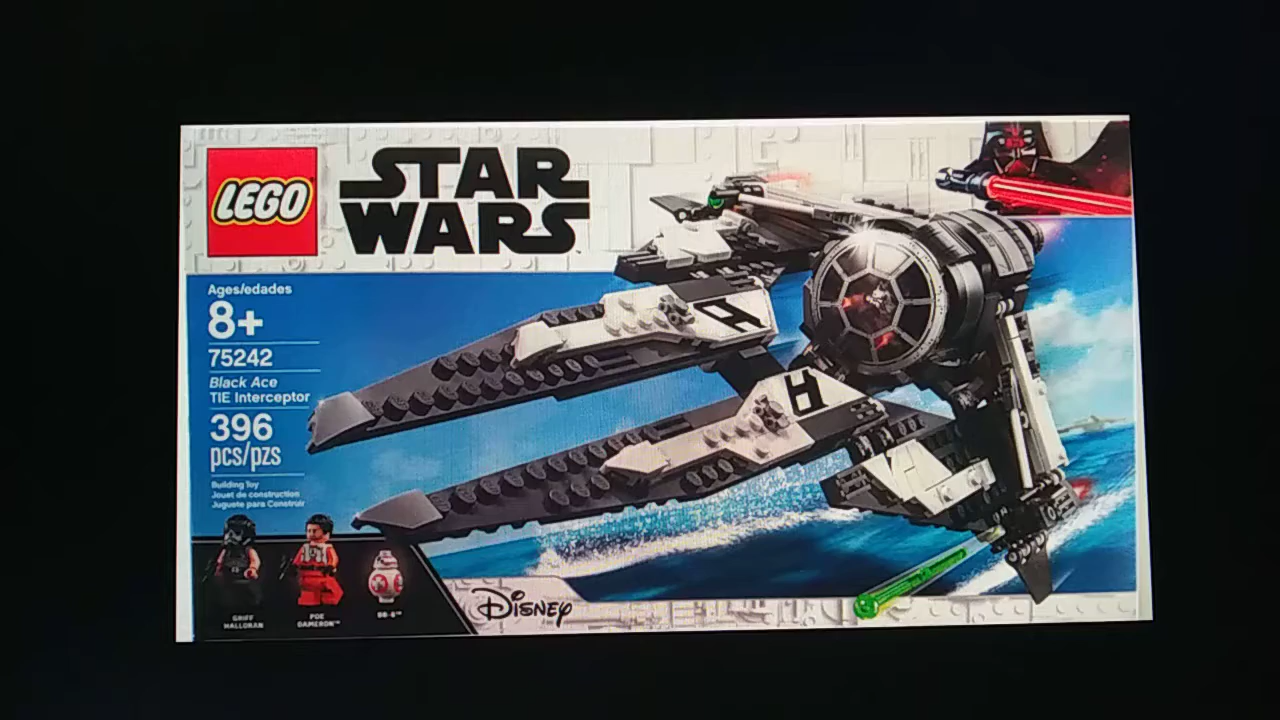 LEGO
STAR
WARS
Ages/edades
8+
75242
Black Ace
TIE Interceptor
396
pcs/pzs
Building Toy
Jouet de construction
Juguete para Construir
GRIFF
HALLORAN
POE
DAMERON™
BB-8™
Disney